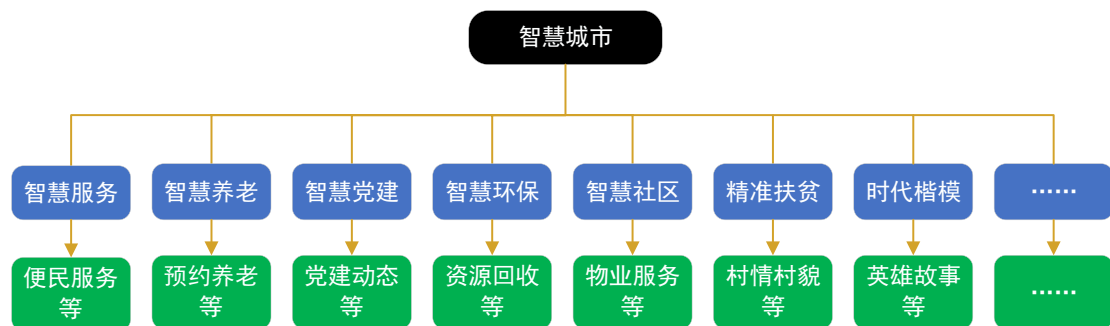 智慧城市
智慧服务
智慧养老
智慧党建
智慧环保
智慧社区
精准扶贫
时代楷模
……
便民服务
等
预约养老
等
党建动态
等
资源回收
等
物业服务
等
村情村貌
等
英雄故事
等
……